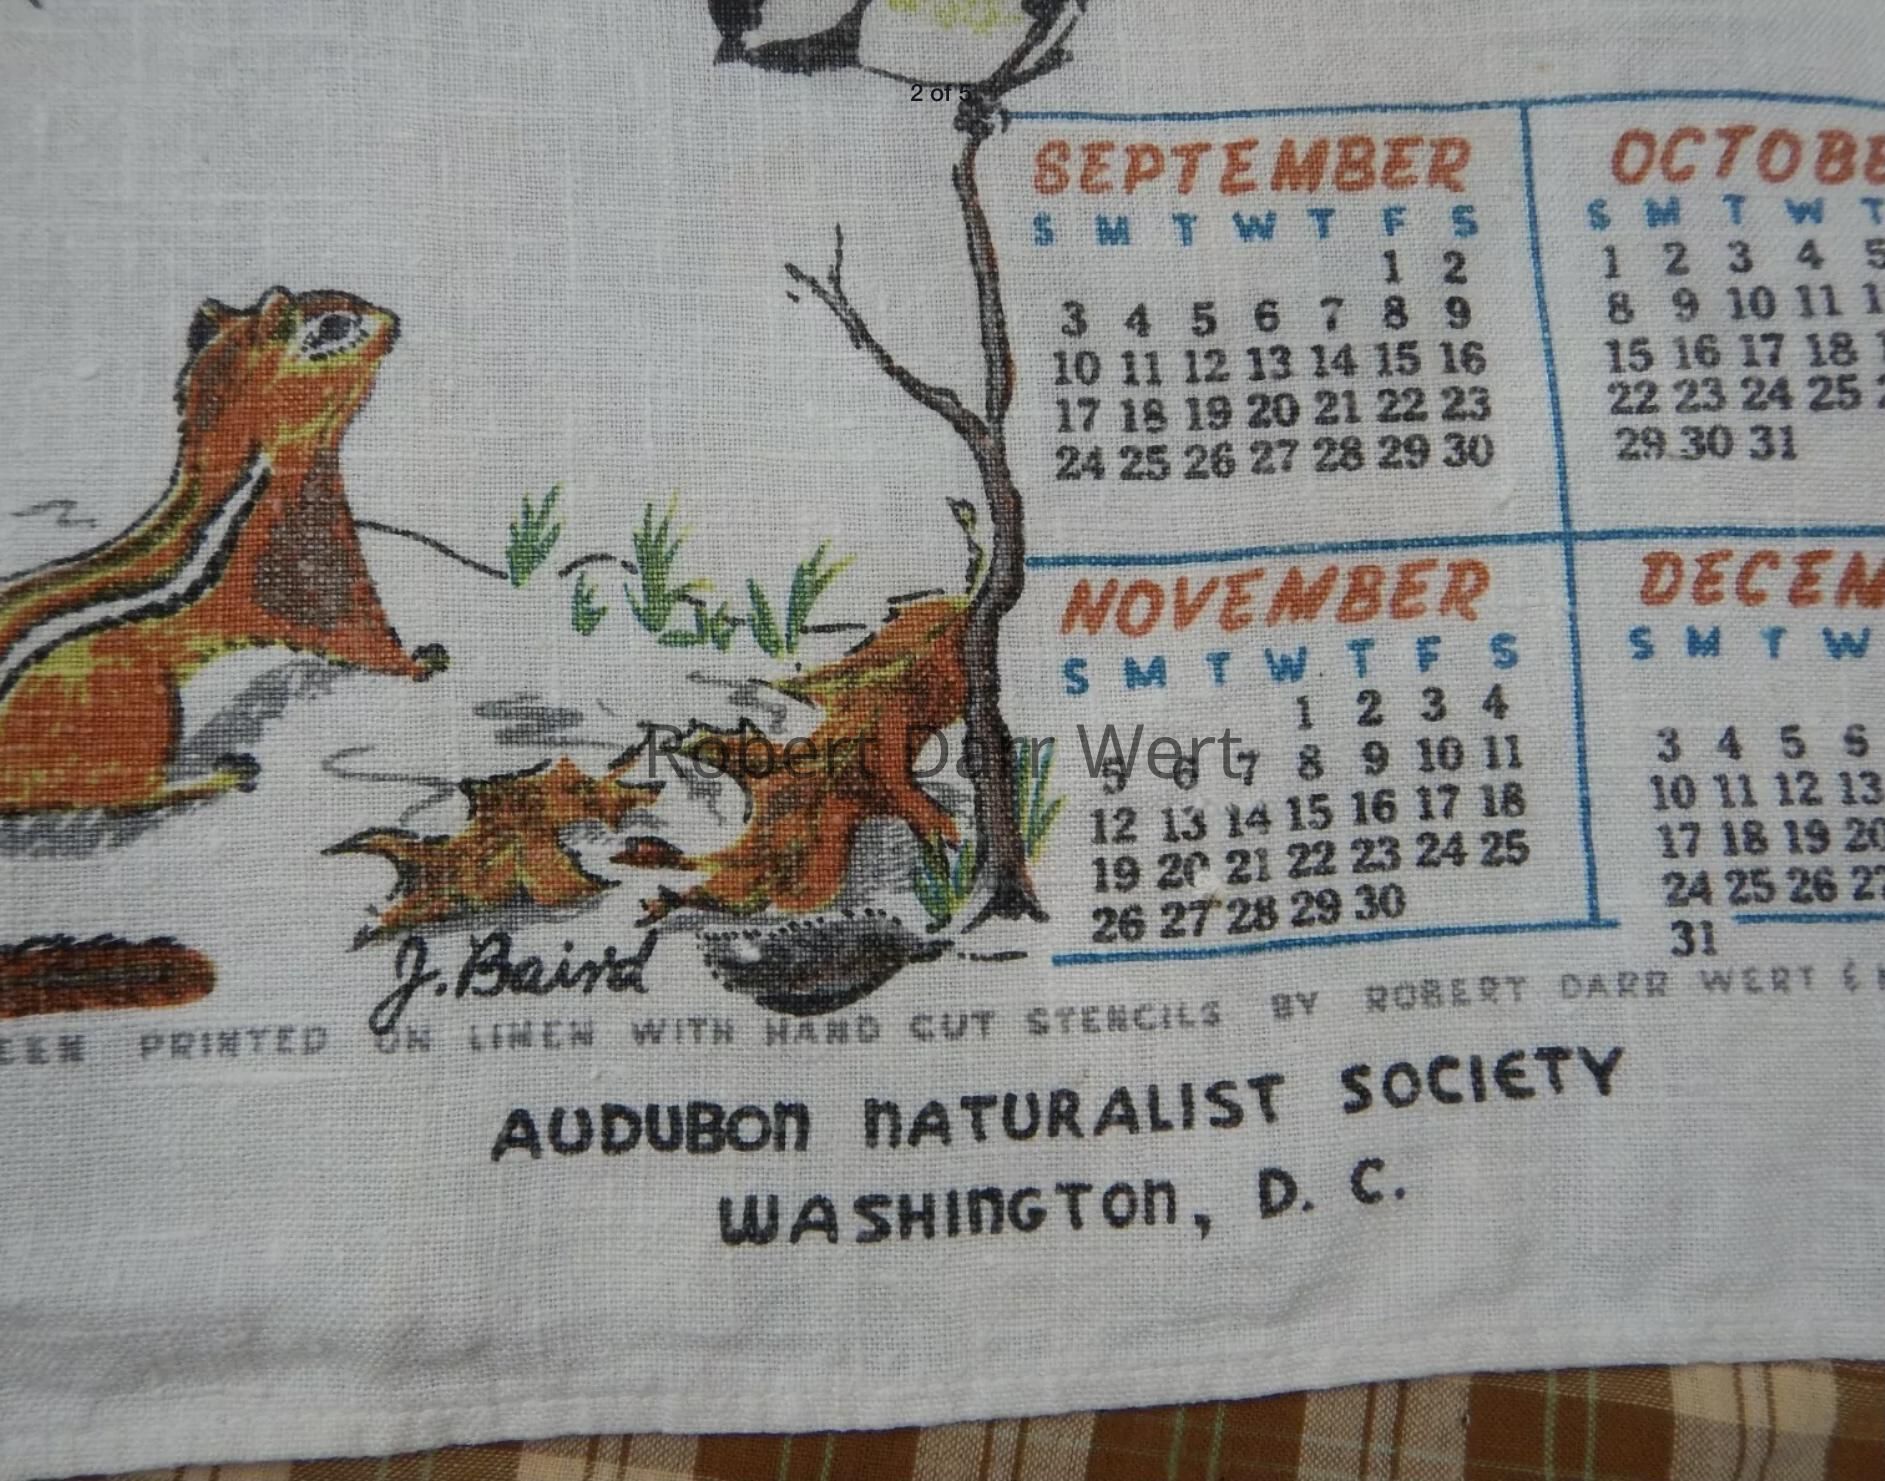 2 of 5
SEPTEMBER
S M T W T F S
1 2
3 4 5 6 7 8 9
10 11 12 13 14 15 16
17 18 19 20 21 22 23
24 25 26 27 28 29 30
OCTOBE
S M T W T
1 2 3 4 5
8 9 10 11
15 16 17 18
22 23 24 25
29 30 31
NOVEMBER
S M T W T F S
1 2 3 4
5 6 7 8 9 10 11
12 13 14 15 16 17 18
19 20 21 22 23 24 25
26 27 28 29 30
DECEM
S M T W
3 4 5 6
10 11 12 13
17 18 19 20
24 25 26 27
31
Robert Darr Wert
J. Baird
EEN PRINTED ON LINEN WITH HAND CUT STENCILS BY ROBERT DARR WERT &
AUDUBON NATURALIST SOCIETY
WASHINGTON, D. C.